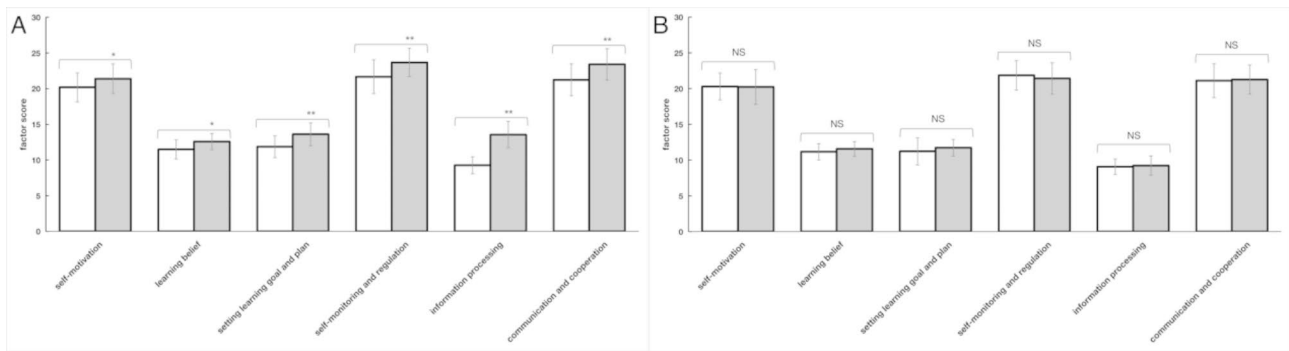 A
30
25
20
15
10
5
0
factor score
*
*
**
**
**
**
self-motivation
learning belief
setting learning goal and plan
self-monitoring and regulation
information processing
communication and cooperation
B
30
25
20
15
10
5
0
factor score
NS
NS
NS
NS
NS
NS
self-motivation
learning belief
setting learning goal and plan
self-monitoring and regulation
information processing
communication and cooperation